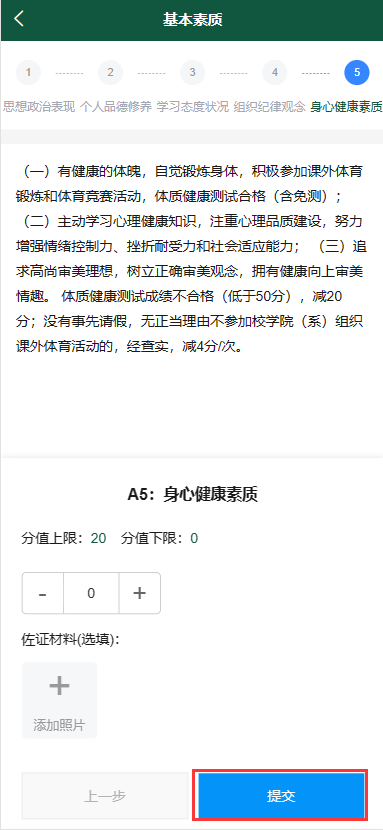 基本素质
1 2 3 4 5
思想政治表现 个人品德修养 学习态度状况 组织纪律观念 身心健康素质
（一）有健康的体魄，自觉锻炼身体，积极参加课外体育
锻炼和体育竞赛活动，体质健康测试合格（含免测）；
（二）主动学习心理健康知识，注重心理品质建设，努力
增强情绪控制力、挫折耐受力和社会适应能力； （三）追
求高尚审美理想，树立正确审美观念，拥有健康向上审美
情趣。 体质健康测试成绩不合格（低于50分），减20
分；没有事先请假，无正当理由不参加校学院（系）组织
课外体育活动的，经查实，减4分/次。
A5：身心健康素质
分值上限：20 分值下限：0
- 0 +
佐证材料(选填)：
+
添加照片
上一步 提交